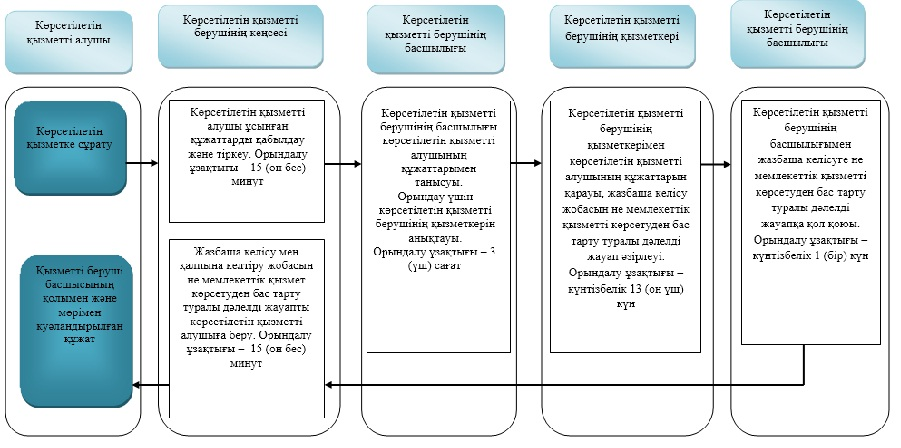 Көрсетілетін
қызметті алушы
Көрсетілетін қызметті
берушінің кеңсесі
Көрсетілетін
қызметті берушінің
басшылығы
Көрсетілетін қызметті
берушінің қызметкері
Көрсетілетін
қызметті берушінің
басшылығы
Көрсетілетін
қызметке сұрату
Көрсетілетін қызметті
алушы ұсынған
құжаттарды қабылдау
және тіркеу. Орындалу
ұзақтығы – 15 (он бес)
минут
Көрсетілетін қызметті
берушінің басшылығы
көрсетілетін қызметті
алушының
құжаттарымен
танысуы.
Орындау үшін
көрсетілетін қызметті
берушінің қызметкерін
анықтауы.
Орындалу ұзақтығы – 3
(үш) сағат
Көрсетілетін қызметті
берушінің
қызметкерімен
көрсетілетін қызметті
алушының құжаттарын
қарауы, жазбаша келісу
жобасын не мемлекеттік
қызметті көрсетуден бас
тарту туралы дәлелді
жауап әзірлеуі.
Орындалу ұзақтығы –
күнтізбелік 13 (он үш)
күн
Көрсетілетін қызметті
берушінің
басшылығымен
жазбаша келісуге не
мемлекеттік қызметті
көрсетуден бас тарту
туралы дәлелді
жауапқа қол қоюы.
Орындалу ұзақтығы –
күнтізбелік 1 (бір) күн
Жазбаша келісу мен
қалпына келтіру жобасын
не мемлекеттік қызмет
көрсетуден бас тарту
туралы дәлелді жауапты
көрсетілетін қызметті
алушыға беру. Орындалу
ұзақтығы – 15 (он бес)
минут
Қызметті беруші
басшысының
қолымен және
мөрімен
куәландырылған
құжат